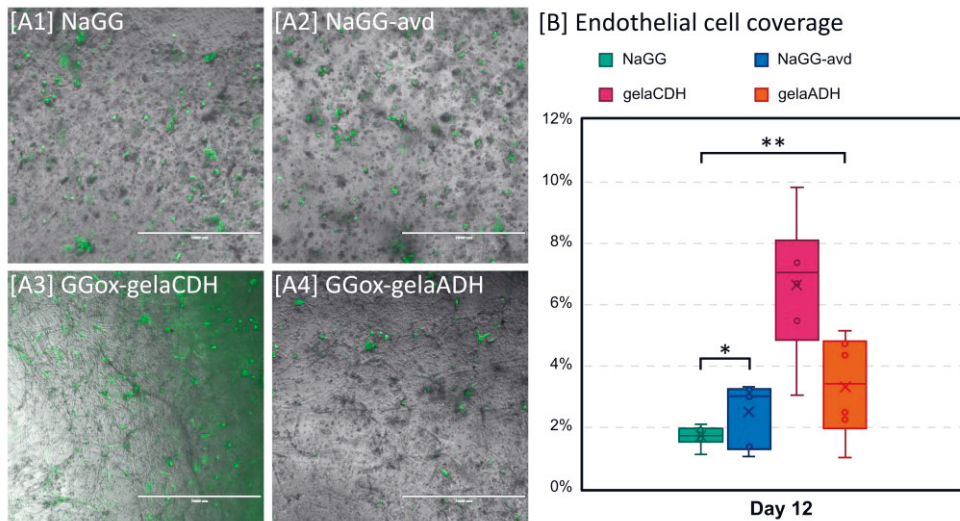 [A1] NaGG
[A2] NaGG-avd
[A3] GGox-gelaCDH
[A4] GGox-gelaADH
[B] Endothelial cell coverage
NaGG
NaGG-avd
gelaCDH
gelaADH
12%
10%
8%
6%
4%
2%
0%
**
*
Day 12